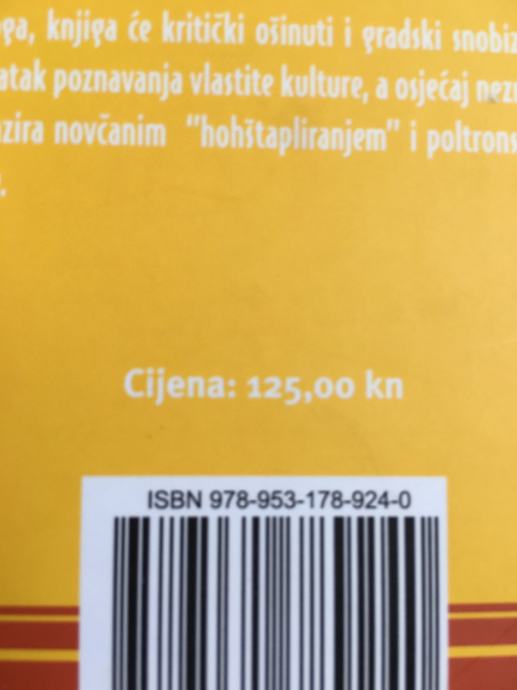 ga, knjiga će kritički ošinuti i gradski snobiz
atak poznavanja vlastite kulture, a osjećaj
zira novčanim "hohštapliranjem" i poltrons
Cijena: 125,00 kn
ISBN 978-953-178-924-0